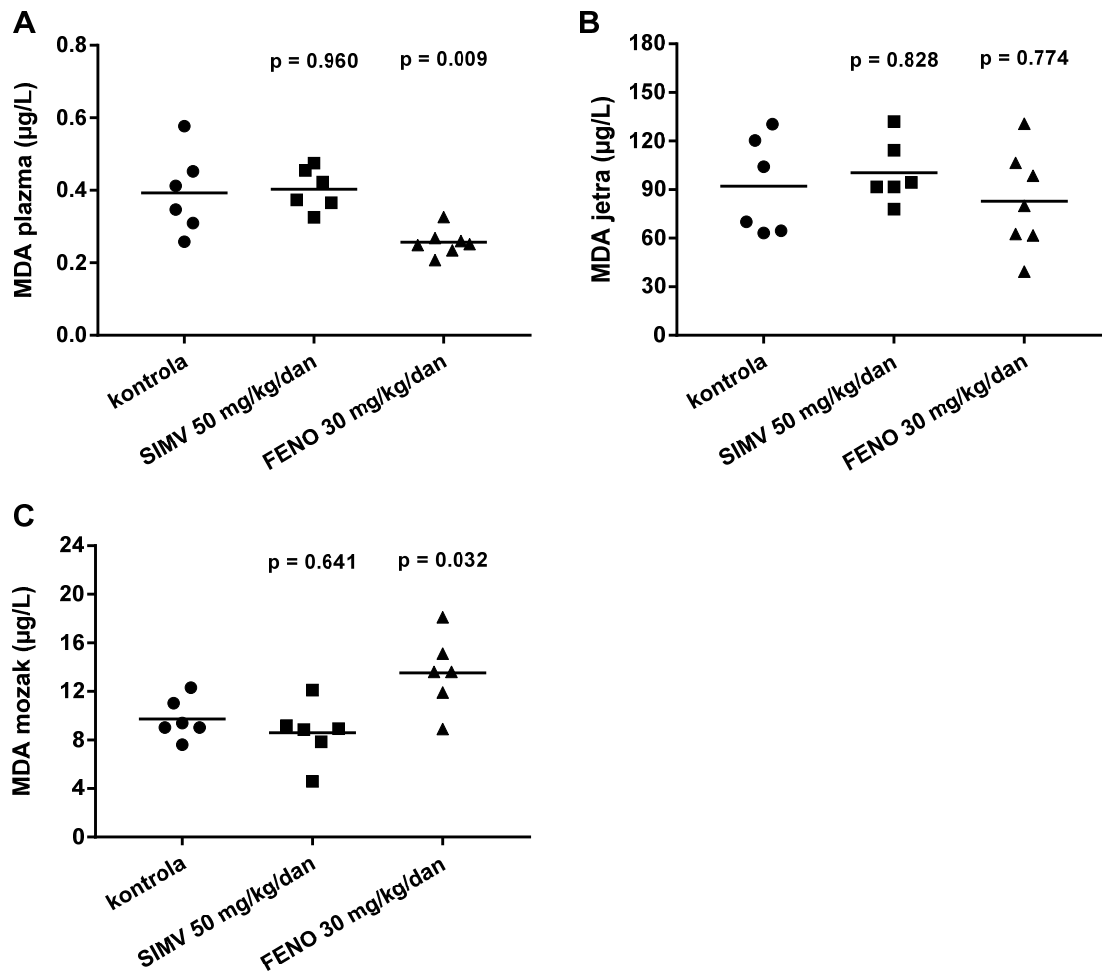 A
MDA plazma (µg/L)
0.8
0.6
0.4
0.2
0.0
p = 0.960
p = 0.009
kontrola
SIMV 50 mg/kg/dan
FENO 30 mg/kg/dan
B
MDA jetra (µg/L)
180
150
120
90
60
30
0
p = 0.828
p = 0.774
kontrola
SIMV 50 mg/kg/dan
FENO 30 mg/kg/dan
C
MDA mozak (µg/L)
24
20
16
12
8
4
0
p = 0.641
p = 0.032
kontrola
SIMV 50 mg/kg/dan
FENO 30 mg/kg/dan